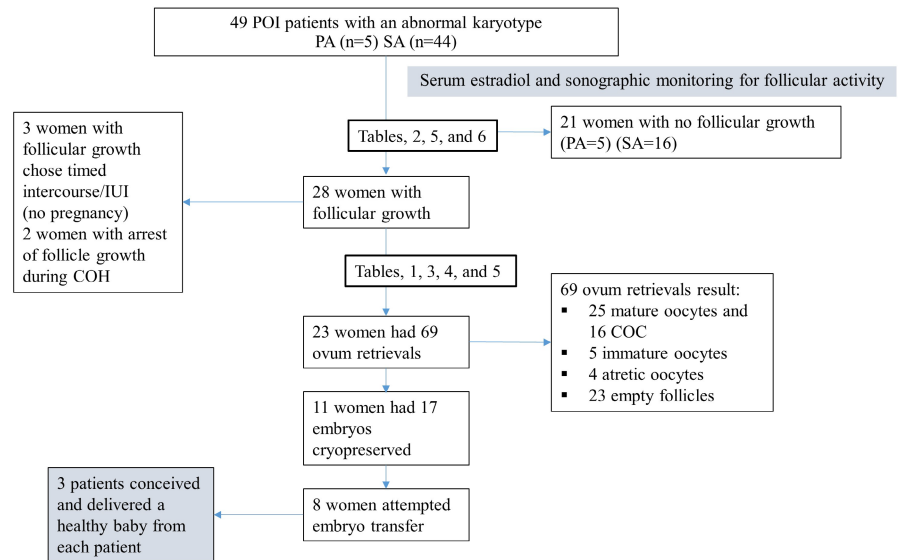 49 POI patients with an abnormal karyotype
PA (n=5) SA (n=44)
Serum estradiol and sonographic monitoring for follicular activity
3 women with
follicular growth
chose timed
intercourse/IUI
(no pregnancy)
2 women with arrest
of follicle growth
during COH
Tables, 2, 5, and 6
21 women with no follicular growth
(PA=5) (SA=16)
28 women with
follicular growth
Tables, 1, 3, 4, and 5
69 ovum retrievals result:
▪ 25 mature oocytes and
16 COC
▪ 5 immature oocytes
▪ 4 atretic oocytes
▪ 23 empty follicles
23 women had 69
ovum retrievals
11 women had 17
embryos
cryopreserved
3 patients conceived
and delivered a
healthy baby from
each patient
8 women attempted
embryo transfer